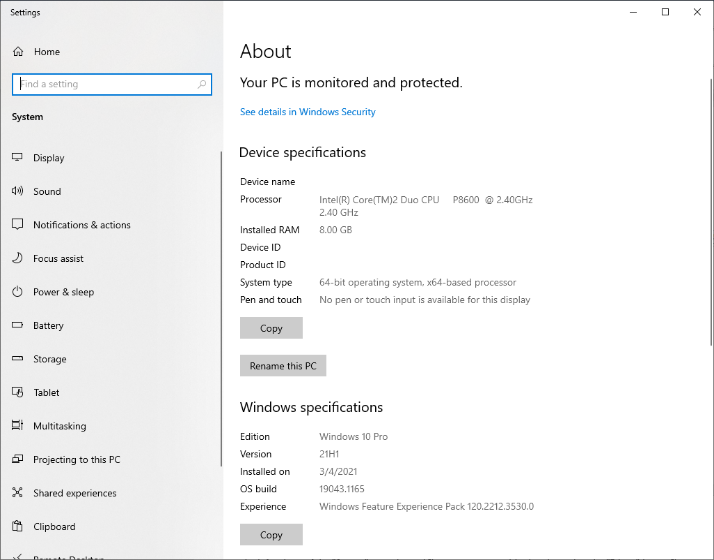 Settings
Home
Find a setting
System
Display
Sound
Notifications & actions
Focus assist
Power & sleep
Battery
Storage
Tablet
Multitasking
Projecting to this PC
Shared experiences
Clipboard
Remote Desktop
About
Your PC is monitored and protected.
See details in Windows Security
Device specifications
Device name
Processor Intel(R) Core(TM)2 Duo CPU P8600 @ 2.40GHz
2.40 GHz
Installed RAM 8.00 GB
Device ID
Product ID
System type 64-bit operating system, x64-based processor
Pen and touch No pen or touch input is available for this display
Copy
Rename this PC
Windows specifications
Edition Windows 10 Pro
Version 21H1
Installed on 3/4/2021
OS build 19043.1165
Experience Windows Feature Experience Pack 120.2212.3530.0
Copy